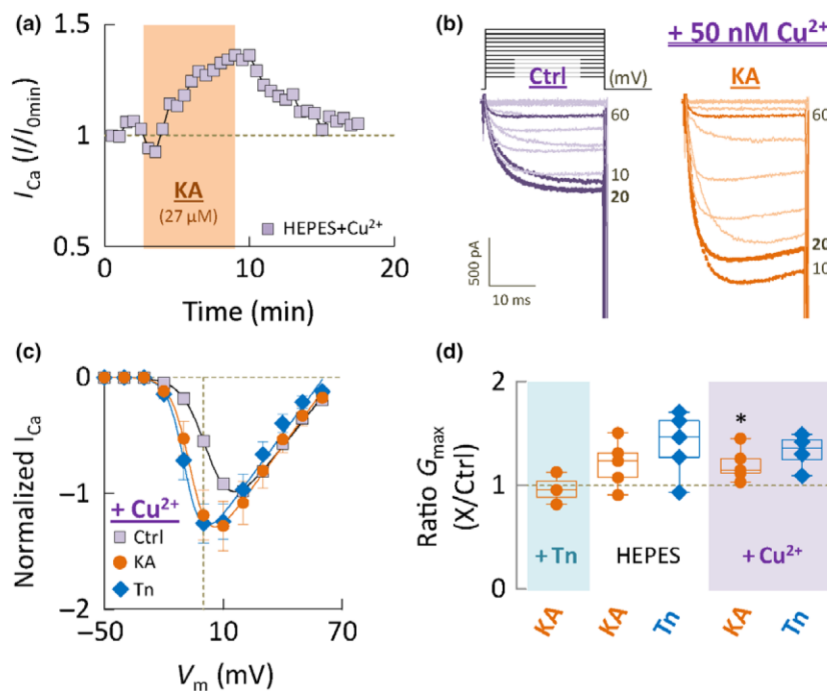 (a)
1.5
1
0.5
I_Ca (I/I_0min)
KA
(27 µM)
HEPES+Cu²⁺
0
10
20
Time (min)
(b)
+ 50 nM Cu²⁺
Ctrl
(mV)
KA
60
10
20
60
20
10
500 pA
10 ms
(c)
0
−1
−2
Normalized I_Ca
+ Cu²⁺
Ctrl
KA
Tn
−50
10
70
V_m (mV)
(d)
2
1
0
Ratio G_max
(X/Ctrl)
*
+ Tn
HEPES
+ Cu²⁺
KA
KA
Tn
KA
Tn